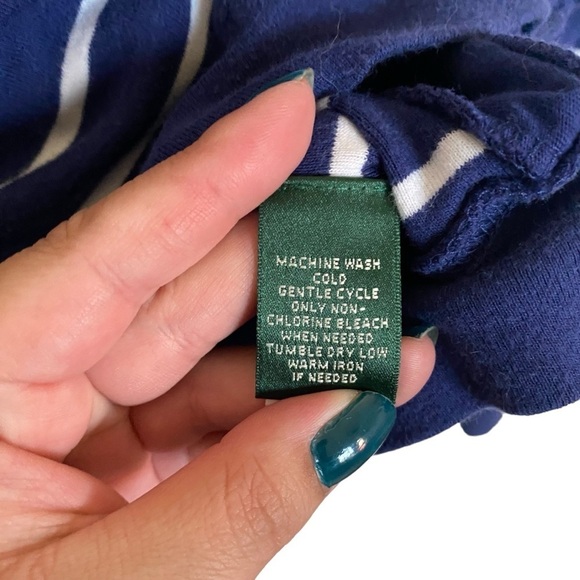 MACHINE WASH
COLD
GENTLE CYCLE
ONLY NON-
CHLORINE BLEACH
WHEN NEEDED
TUMBLE DRY LOW
WARM IRON
IF NEEDED